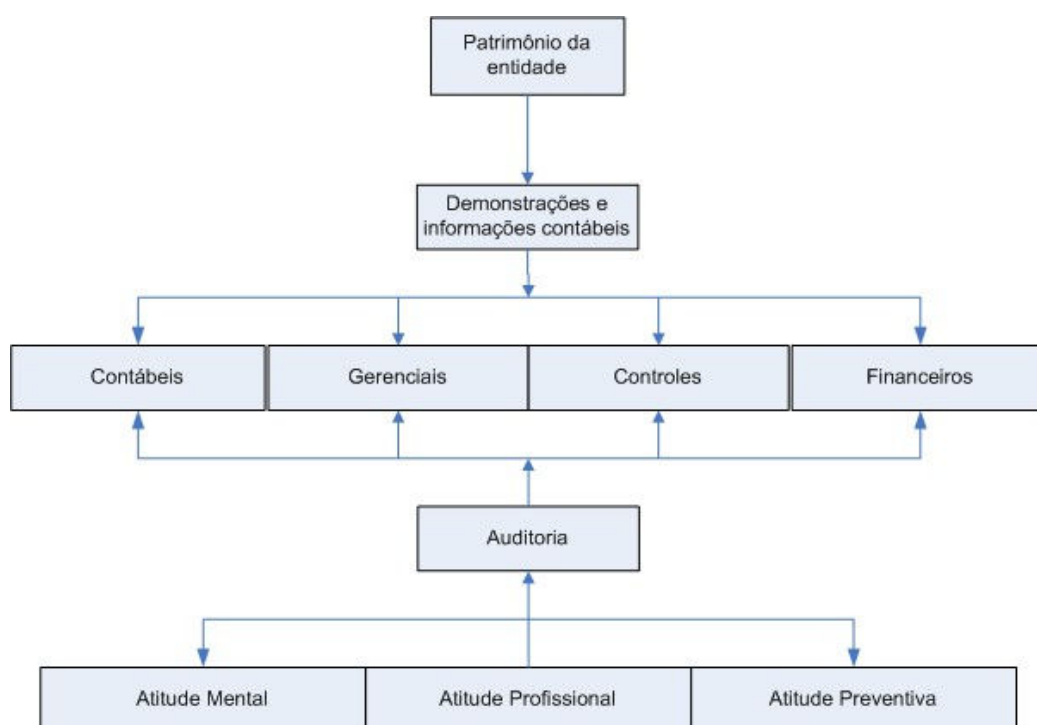 Patrimônio da
entidade
Demonstrações e
informações contábeis
Contábeis
Gerenciais
Controles
Financeiros
Auditoria
Atitude Mental
Atitude Profissional
Atitude Preventiva